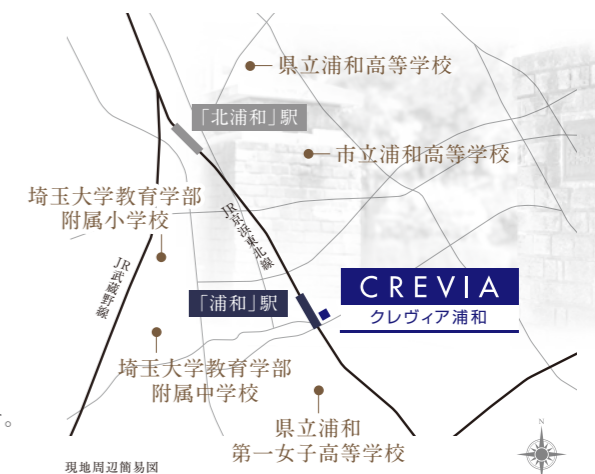 県立浦和高等学校
「北浦和」駅
市立浦和高等学校
埼玉大学教育学部
附属小学校
JR京浜東北線
JR武蔵野線
「浦和」駅
CREVIA
クレヴィア浦和
埼玉大学教育学部
附属中学校
県立浦和
第一女子高等学校
。
現地周辺簡易図
N